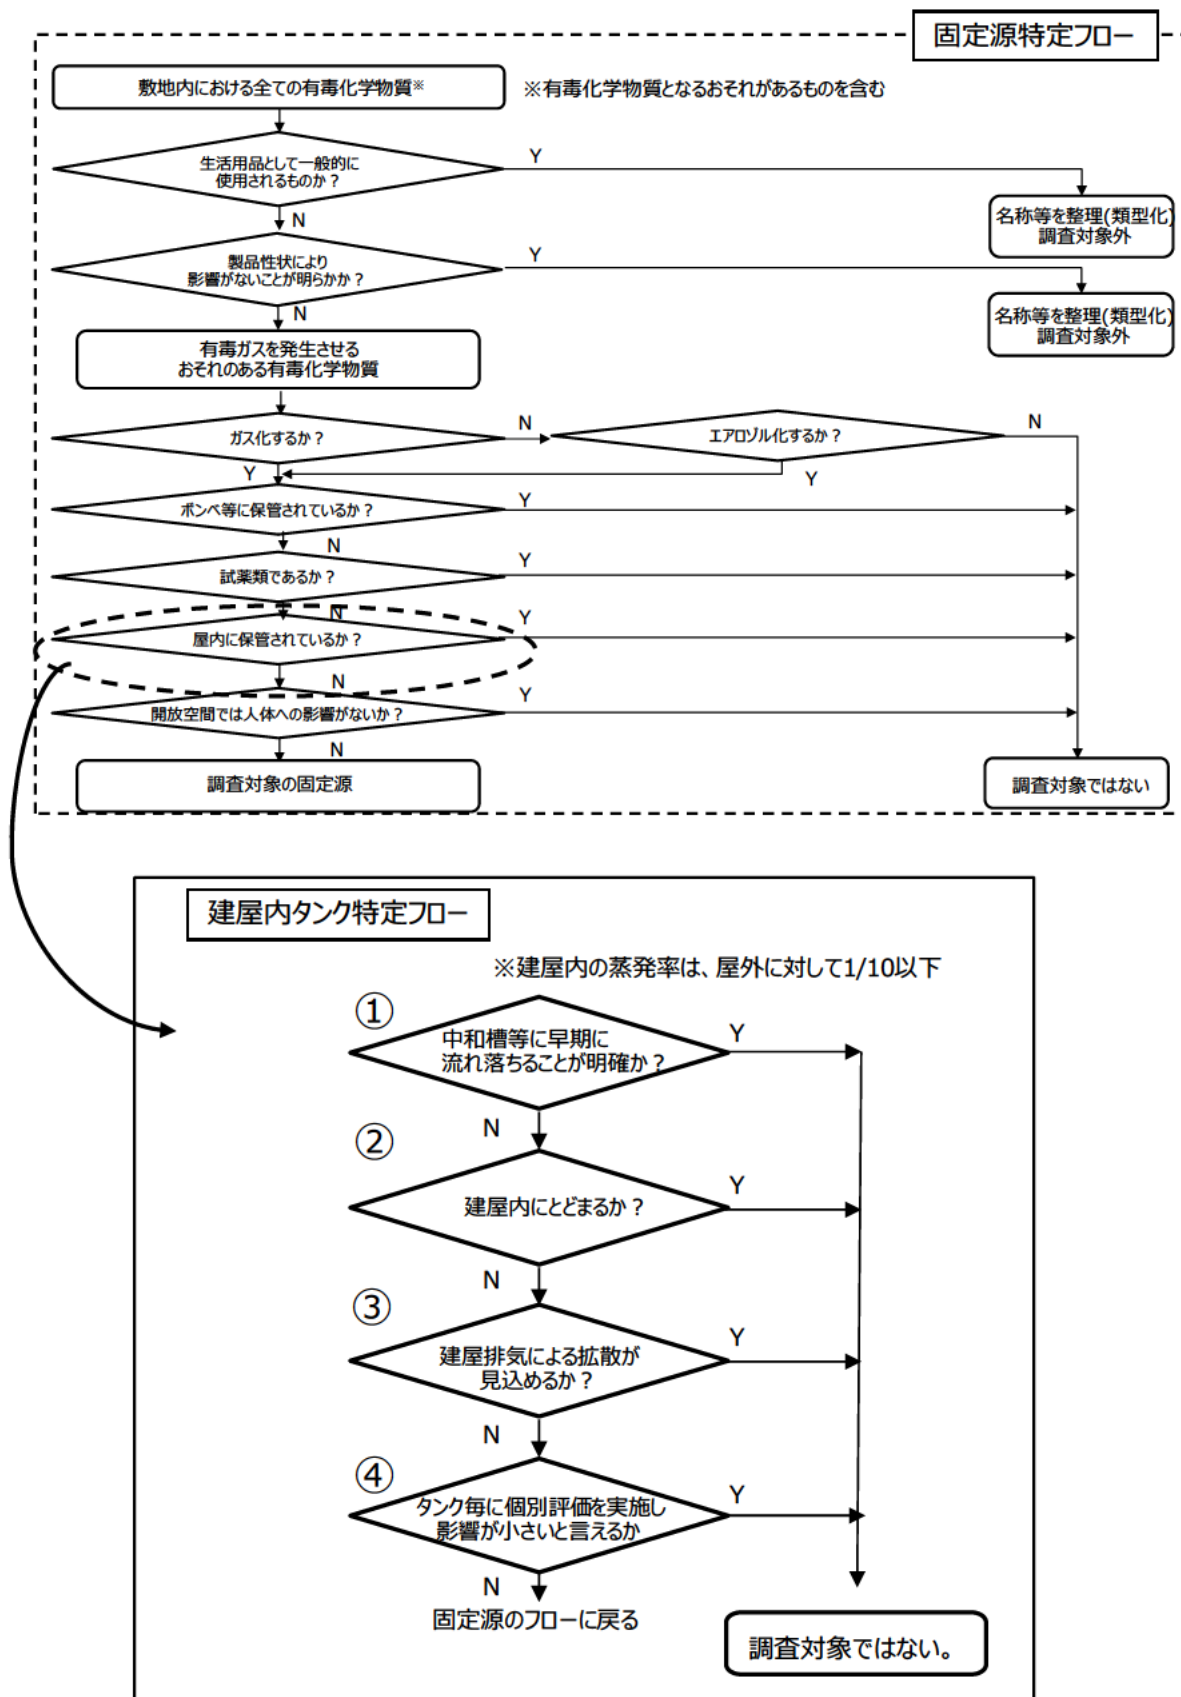 固定源特定フロー
敷地内における全ての有毒化学物質※
※有毒化学物質となるおそれがあるものを含む
生活用品として一般的に
使用されるものか？
Y
N
名称等を整理(類型化)
調査対象外
製品性状により
影響がないことが明らかか？
Y
N
名称等を整理(類型化)
調査対象外
有毒ガスを発生させる
おそれのある有毒化学物質
ガス化するか？
N
エアロゾル化するか？
N
Y
Y
ボンベ等に保管されているか？
Y
N
試薬類であるか？
Y
N
屋内に保管されているか？
Y
N
開放空間では人体への影響がないか？
Y
N
調査対象の固定源
調査対象ではない
建屋内タンク特定フロー
※建屋内の蒸発率は、屋外に対して1/10以下
①
中和槽等に早期に
流れ落ちることが明確か？
Y
N
②
建屋内にとどまるか？
Y
N
③
建屋排気による拡散が
見込めるか？
Y
N
④
タンク毎に個別評価を実施し
影響が小さいと言えるか
Y
N
固定源のフローに戻る
調査対象ではない。